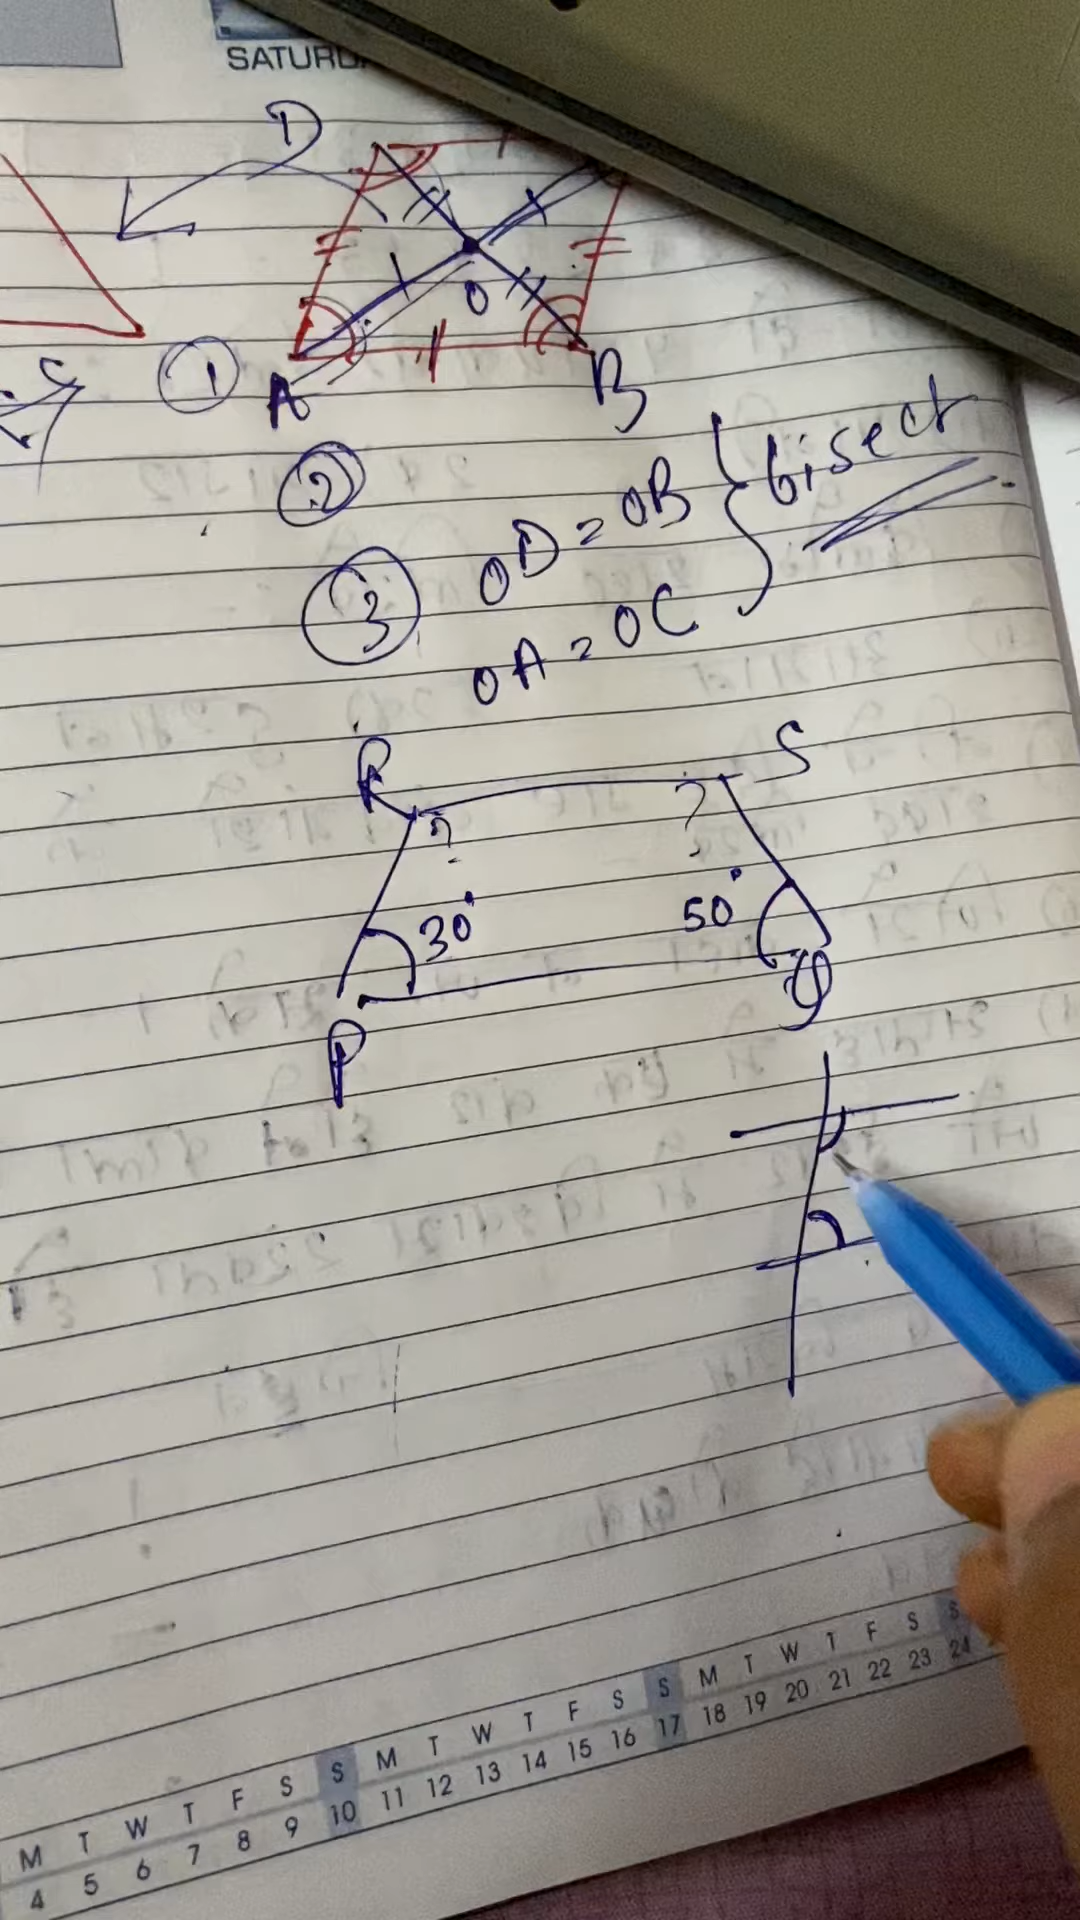 SATURD
D
O
1
A
B
2
OD = OB
bisect
3
OA = OC
R
S
?
?
30°
50°
P
Q
M T W T F S S M T W T F S S M T W T F S S
4 5 6 7 8 9 10 11 12 13 14 15 16 17 18 19 20 21 22 23 24